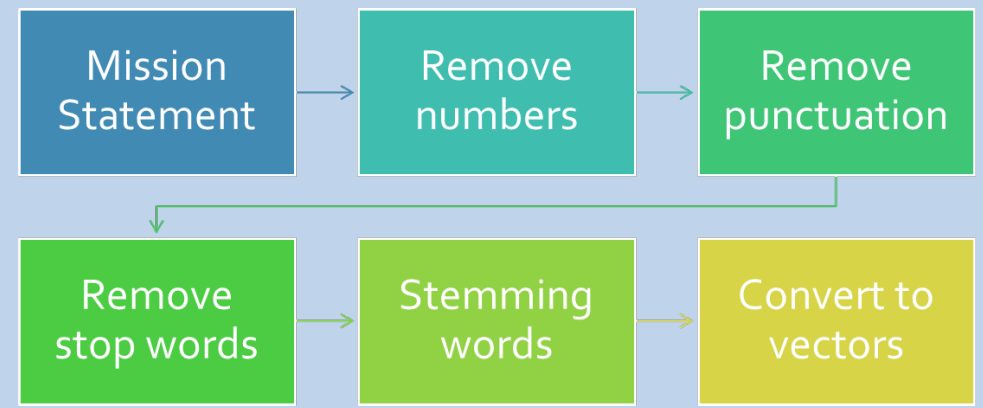 Mission
Statement
Remove
numbers
Remove
punctuation
Remove
stop words
Stemming
words
Convert to
vectors